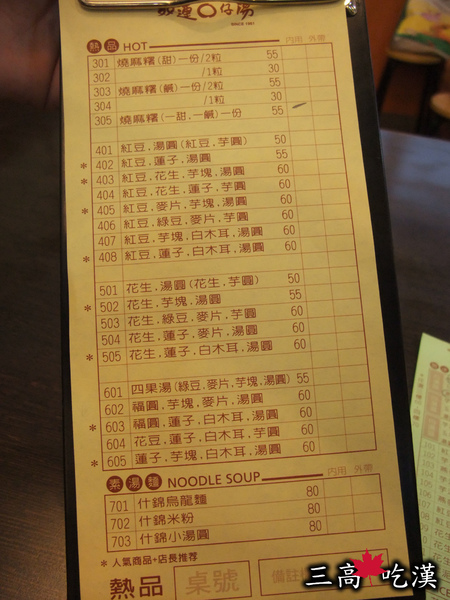 雙連○仔湯
SINCE 1951
熱品 HOT 內用 外帶
301 燒麻糬(甜)一份/2粒 55
302 /1粒 30
303 燒麻糬(鹹)一份/2粒 55
304 /1粒 30
305 燒麻糬(一甜.一鹹)一份 55
401 紅豆.湯圓(紅豆.芋圓) 50
* 402 紅豆.蓮子.湯圓 55
* 403 紅豆.花生.芋塊.湯圓 60
404 紅豆.花生.蓮子.芋圓 60
* 405 紅豆.麥片.芋塊.湯圓 60
406 紅豆.綠豆.麥片.芋圓 60
407 紅豆.芋塊.白木耳.湯圓 60
* 408 紅豆.蓮子.白木耳.湯圓 60
501 花生.湯圓(花生.芋圓) 50
* 502 花生.芋塊.湯圓 55
503 花生.綠豆.麥片.芋圓 60
504 花生.蓮子.麥片.湯圓 60
* 505 花生.蓮子.白木耳.湯圓 60
601 四果湯(綠豆.麥片.芋塊.湯圓) 55
602 福圓.芋塊.麥片.湯圓 60
* 603 福圓.蓮子.白木耳.湯圓 60
604 花豆.蓮子.白木耳.芋圓 60
* 605 蓮子.芋塊.白木耳.湯圓 60
素湯麵 NOODLE SOUP 內用 外帶
701 什錦烏龍麵 80
702 什錦米粉 80
703 什錦小湯圓 80
* 人氣商品+店長推荐
熱品 桌號 備註
三高吃漢